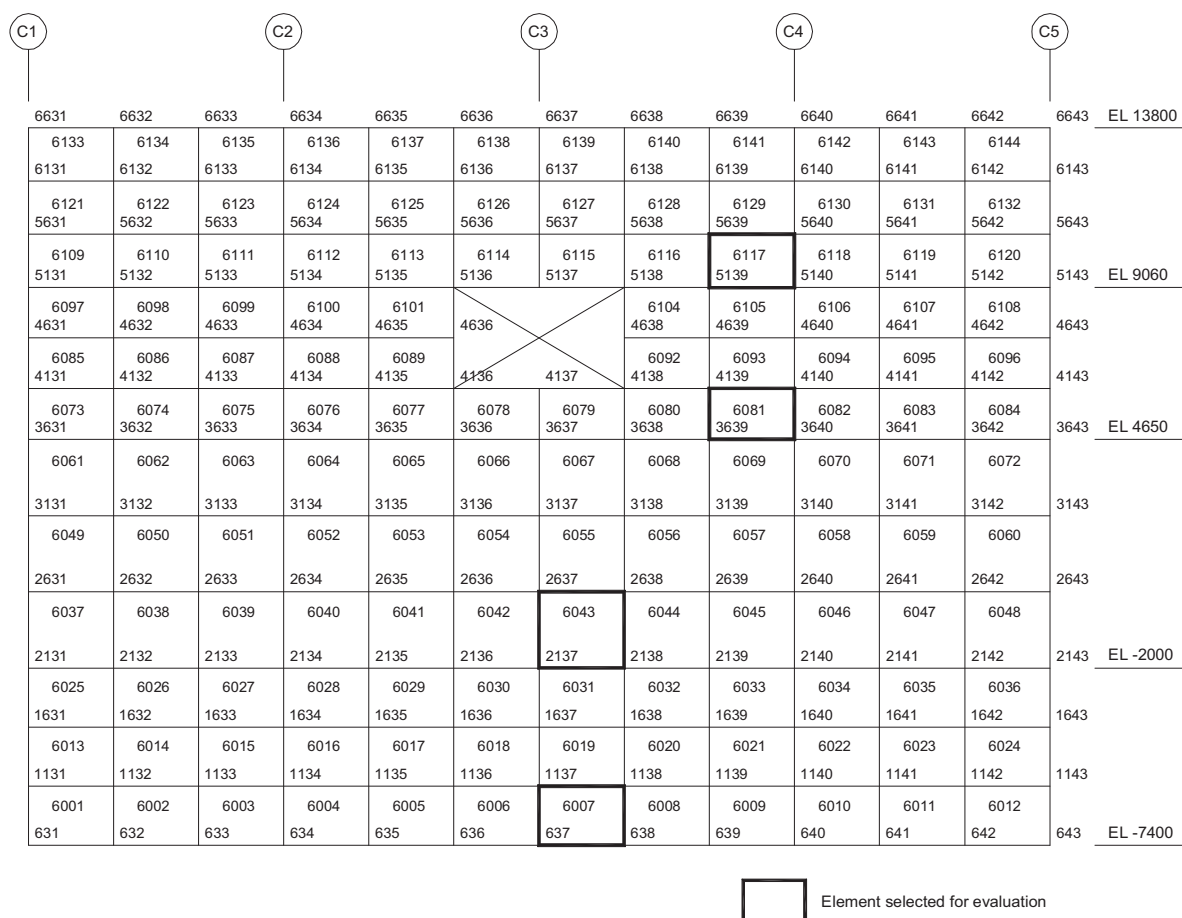 C1 C2 C3 C4 C5
6631 6632 6633 6634 6635 6636 6637 6638 6639 6640 6641 6642 6643 EL 13800
6133 6134 6135 6136 6137 6138 6139 6140 6141 6142 6143 6144
6131 6132 6133 6134 6135 6136 6137 6138 6139 6140 6141 6142 6143
6121 6122 6123 6124 6125 6126 6127 6128 6129 6130 6131 6132
5631 5632 5633 5634 5635 5636 5637 5638 5639 5640 5641 5642 5643
6109 6110 6111 6112 6113 6114 6115 6116 6117 6118 6119 6120
5131 5132 5133 5134 5135 5136 5137 5138 5139 5140 5141 5142 5143 EL 9060
6097 6098 6099 6100 6101 6104 6105 6106 6107 6108
4631 4632 4633 4634 4635 4636 4638 4639 4640 4641 4642 4643
6085 6086 6087 6088 6089 6092 6093 6094 6095 6096
4131 4132 4133 4134 4135 4136 4137 4138 4139 4140 4141 4142 4143
6073 6074 6075 6076 6077 6078 6079 6080 6081 6082 6083 6084
3631 3632 3633 3634 3635 3636 3637 3638 3639 3640 3641 3642 3643 EL 4650
6061 6062 6063 6064 6065 6066 6067 6068 6069 6070 6071 6072
3131 3132 3133 3134 3135 3136 3137 3138 3139 3140 3141 3142 3143
6049 6050 6051 6052 6053 6054 6055 6056 6057 6058 6059 6060
2631 2632 2633 2634 2635 2636 2637 2638 2639 2640 2641 2642 2643
6037 6038 6039 6040 6041 6042 6043 6044 6045 6046 6047 6048
2131 2132 2133 2134 2135 2136 2137 2138 2139 2140 2141 2142 2143 EL -2000
6025 6026 6027 6028 6029 6030 6031 6032 6033 6034 6035 6036
1631 1632 1633 1634 1635 1636 1637 1638 1639 1640 1641 1642 1643
6013 6014 6015 6016 6017 6018 6019 6020 6021 6022 6023 6024
1131 1132 1133 1134 1135 1136 1137 1138 1139 1140 1141 1142 1143
6001 6002 6003 6004 6005 6006 6007 6008 6009 6010 6011 6012
631 632 633 634 635 636 637 638 639 640 641 642 643 EL -7400
Element selected for evaluation